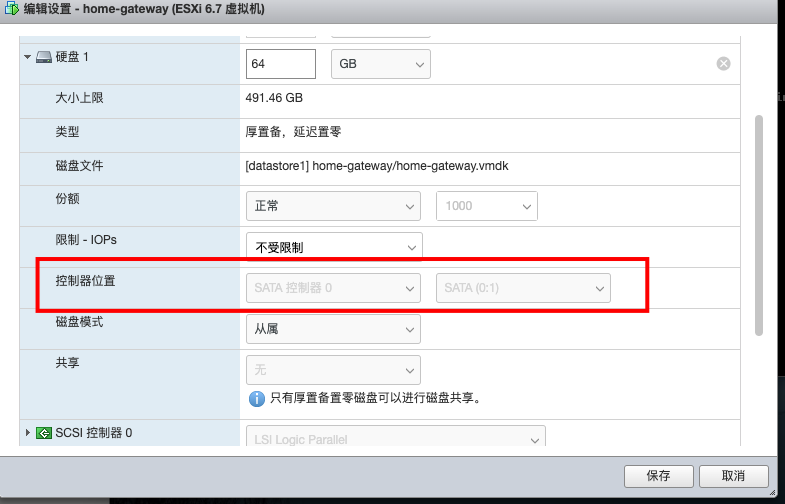 编辑设置 - home-gateway (ESXi 6.7 虚拟机)
硬盘 1 64 GB
大小上限 491.46 GB
类型 厚置备，延迟置零
磁盘文件 [datastore1] home-gateway/home-gateway.vmdk
份额 正常 1000
限制 - IOPs 不受限制
控制器位置 SATA 控制器 0 SATA (0:1)
磁盘模式 从属
共享 无
只有厚置备置零磁盘可以进行磁盘共享。
SCSI 控制器 0 LSI Logic Parallel
保存 取消